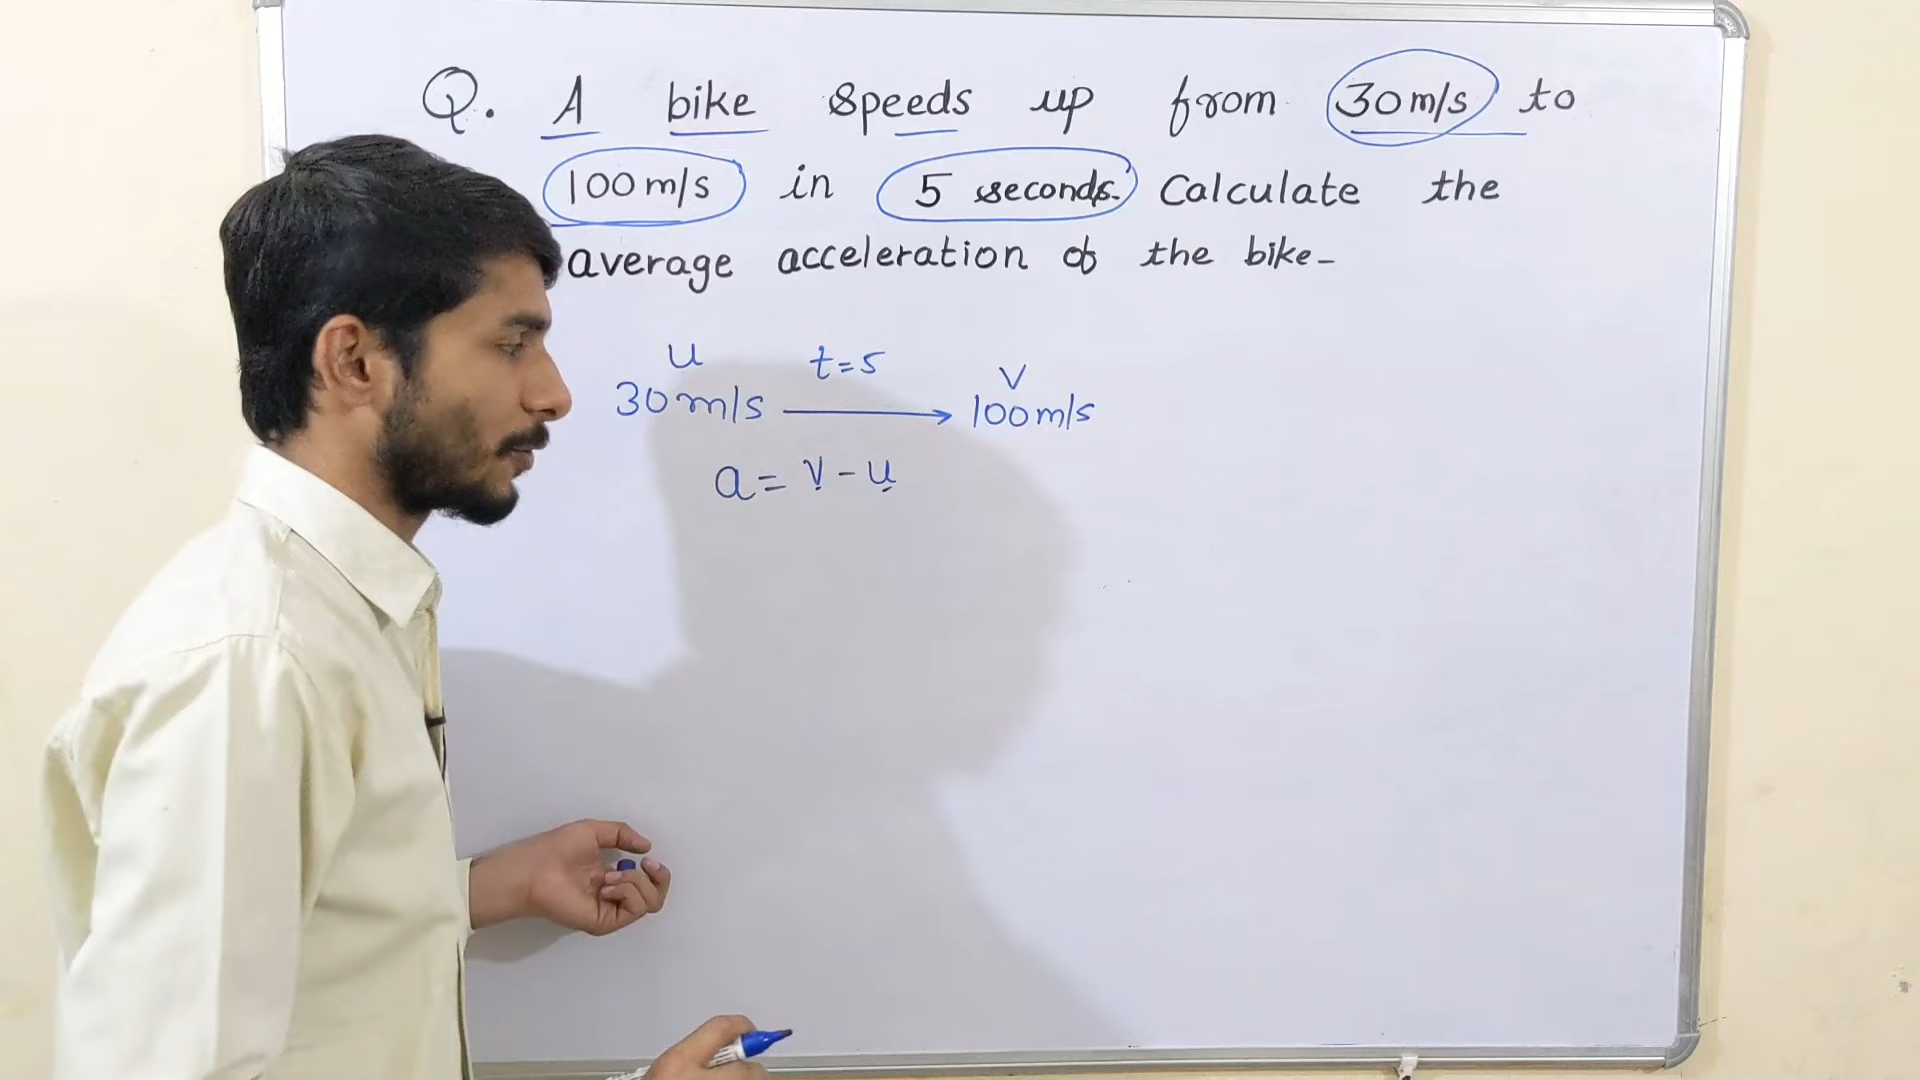 Q. A bike speeds up from 30m/s to
100m/s in 5 seconds. Calculate the
average acceleration of the bike-
u t=5 v
30m/s → 100m/s
a = v - u